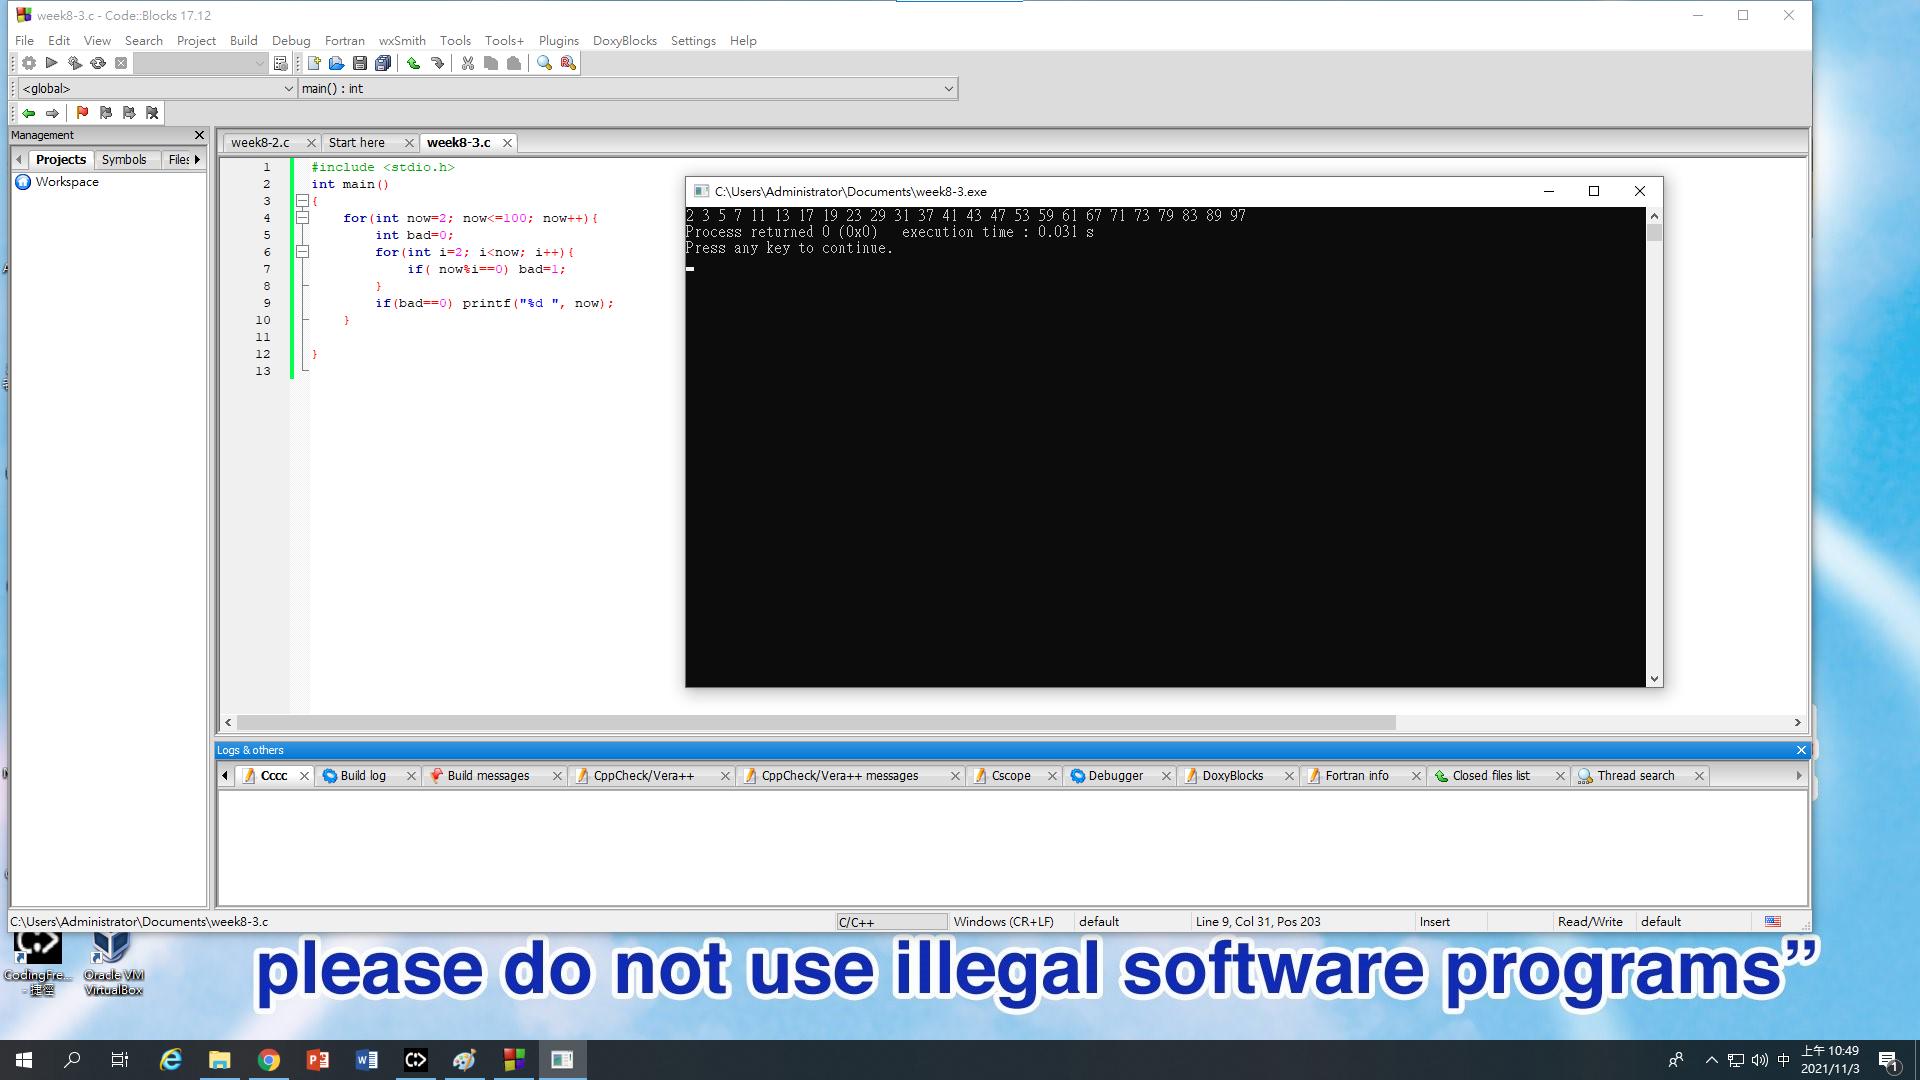 week8-3.c - Code::Blocks 17.12
File Edit View Search Project Build Debug Fortran wxSmith Tools Tools+ Plugins DoxyBlocks Settings Help
<global> main() : int
Management
Projects Symbols Files
Workspace
week8-2.c Start here week8-3.c
1 #include <stdio.h>
2 int main()
3 {
4 for(int now=2; now<=100; now++){
5 int bad=0;
6 for(int i=2; i<now; i++){
7 if( now%i==0) bad=1;
8 }
9 if(bad==0) printf("%d ", now);
10 }
11
12 }
13
C:\Users\Administrator\Documents\week8-3.exe
2 3 5 7 11 13 17 19 23 29 31 37 41 43 47 53 59 61 67 71 73 79 83 89 97
Process returned 0 (0x0)   execution time : 0.031 s
Press any key to continue.
Logs & others
Cccc Build log Build messages CppCheck/Vera++ CppCheck/Vera++ messages Cscope Debugger DoxyBlocks Fortran info Closed files list Thread search
C:\Users\Administrator\Documents\week8-3.c C/C++ Windows (CR+LF) default Line 9, Col 31, Pos 203 Insert Read/Write default
CodingFre...
- 捷徑
Oracle VM
VirtualBox
please do not use illegal software programs”
中
上午 10:49
2021/11/3
1